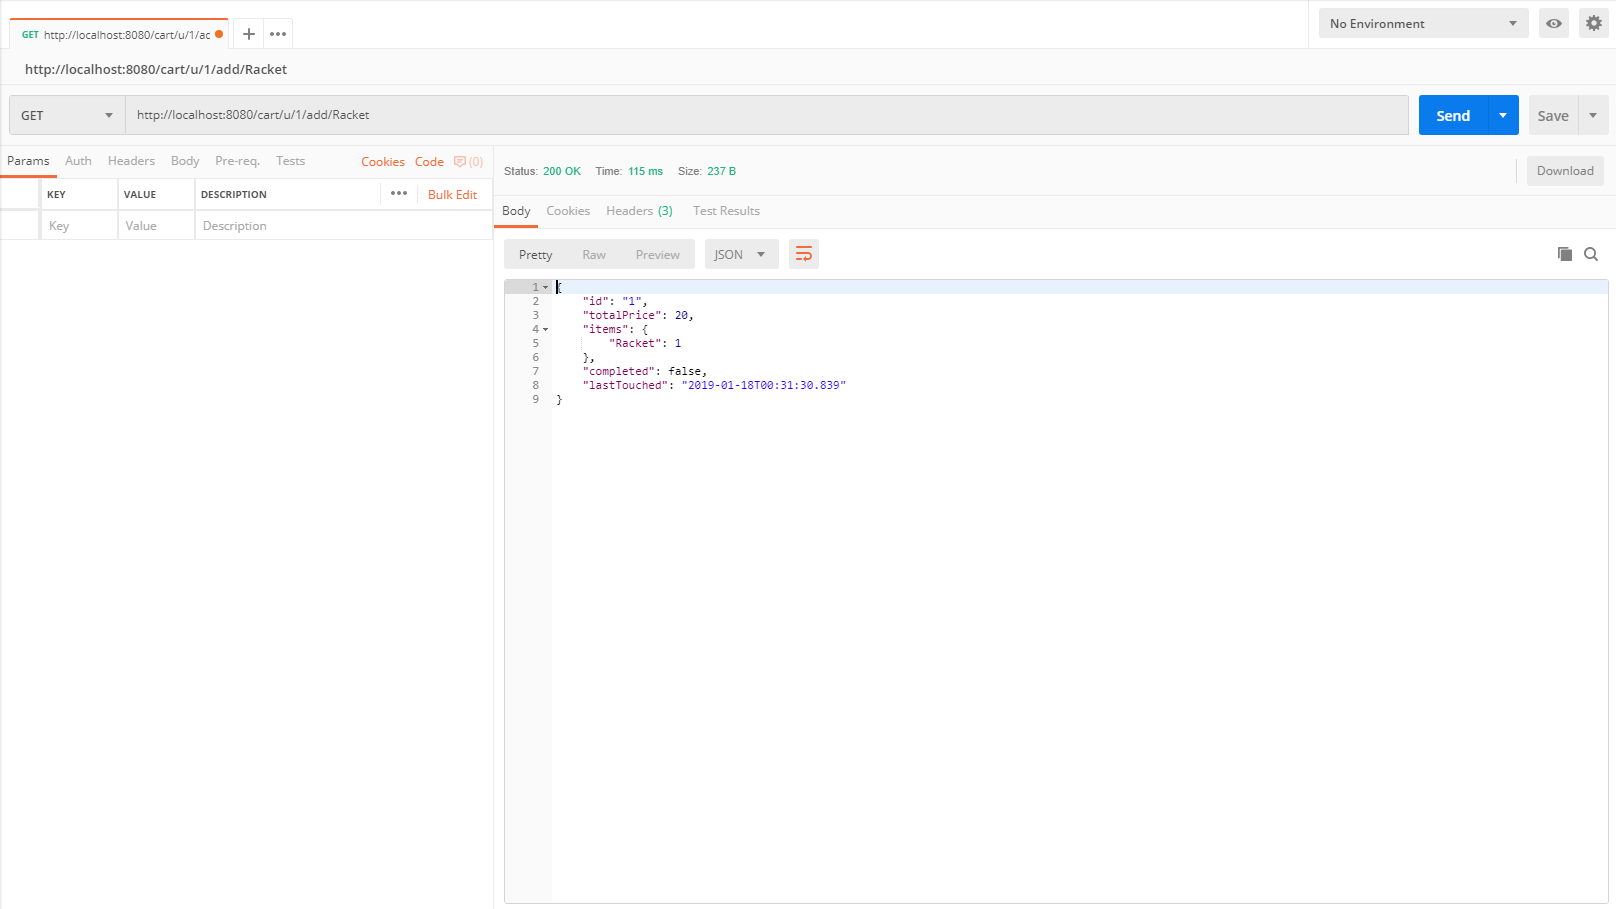 GET http://localhost:8080/cart/u/1/ac
No Environment
http://localhost:8080/cart/u/1/add/Racket
GET http://localhost:8080/cart/u/1/add/Racket Send Save
Params Auth Headers Body Pre-req. Tests Cookies Code (0)
KEY VALUE DESCRIPTION Bulk Edit
Key Value Description
Status: 200 OK Time: 115 ms Size: 237 B Download
Body Cookies Headers (3) Test Results
Pretty Raw Preview JSON
1 {
2 "id": "1",
3 "totalPrice": 20,
4 "items": {
5 "Racket": 1
6 },
7 "completed": false,
8 "lastTouched": "2019-01-18T00:31:30.839"
9 }